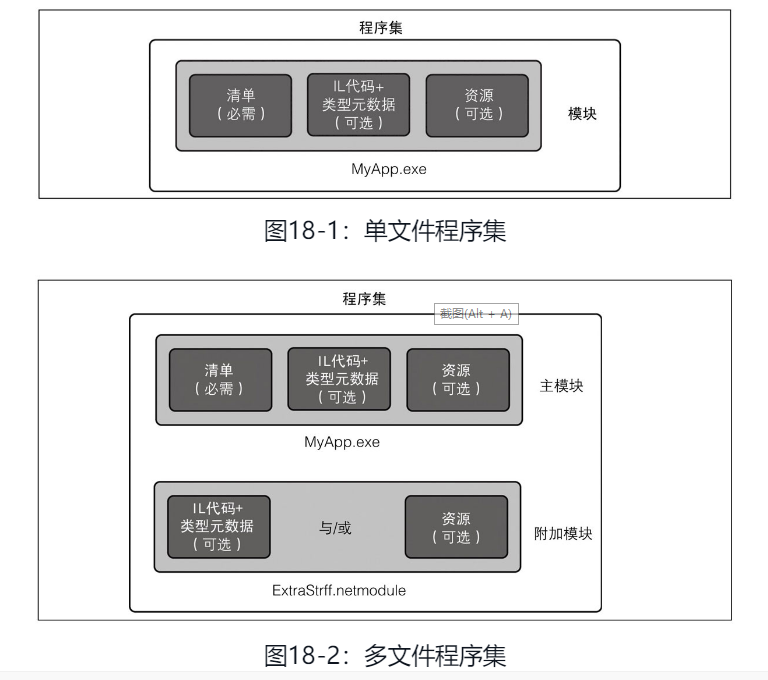 程序集
清单
（必需）
IL代码+
类型元数据
（可选）
资源
（可选）
模块
MyApp.exe
图18-1：单文件程序集
程序集
截图(Alt + A)
清单
（必需）
IL代码+
类型元数据
（可选）
资源
（可选）
主模块
MyApp.exe
IL代码+
类型元数据
（可选）
与/或
资源
（可选）
附加模块
ExtraStrff.netmodule
图18-2：多文件程序集